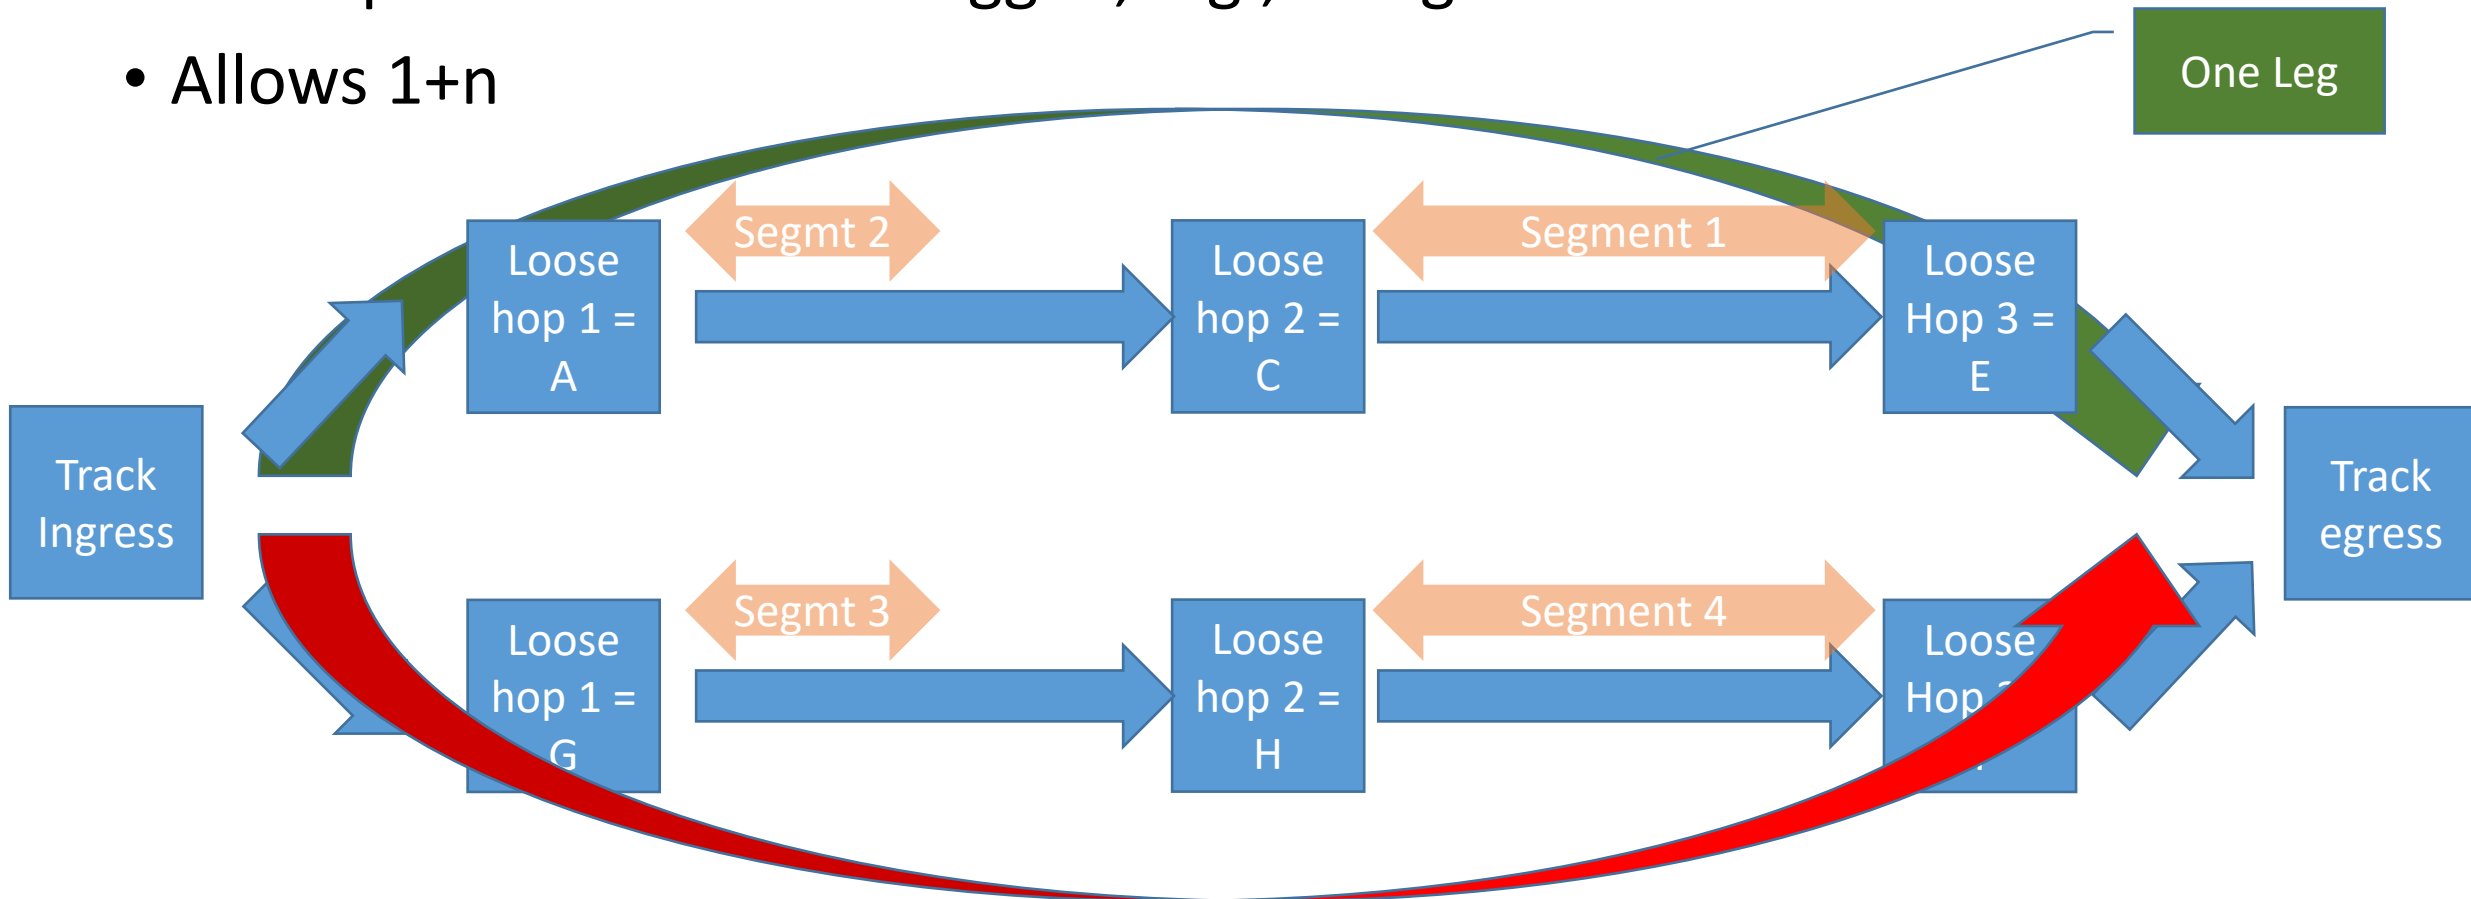 • Allows 1+n
One Leg
Segmt 2
Segment 1
Loose
hop 1 =
A
Loose
hop 2 =
C
Loose
Hop 3 =
E
Track
Ingress
Track
egress
Segmt 3
Segment 4
Loose
hop 1 =
G
Loose
hop 2 =
H
Loose
Hop